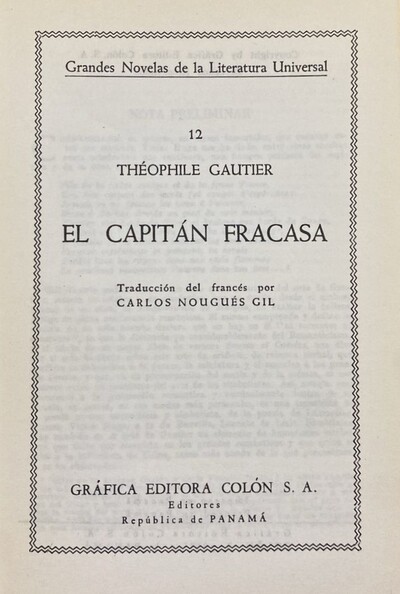 Grandes Novelas de la Literatura Universal
12
THÉOPHILE GAUTIER
EL CAPITÁN FRACASA
Traducción del francés por
CARLOS NOUGUÉS GIL
GRÁFICA EDITORA COLÓN S. A.
Editores
República de PANAMÁ